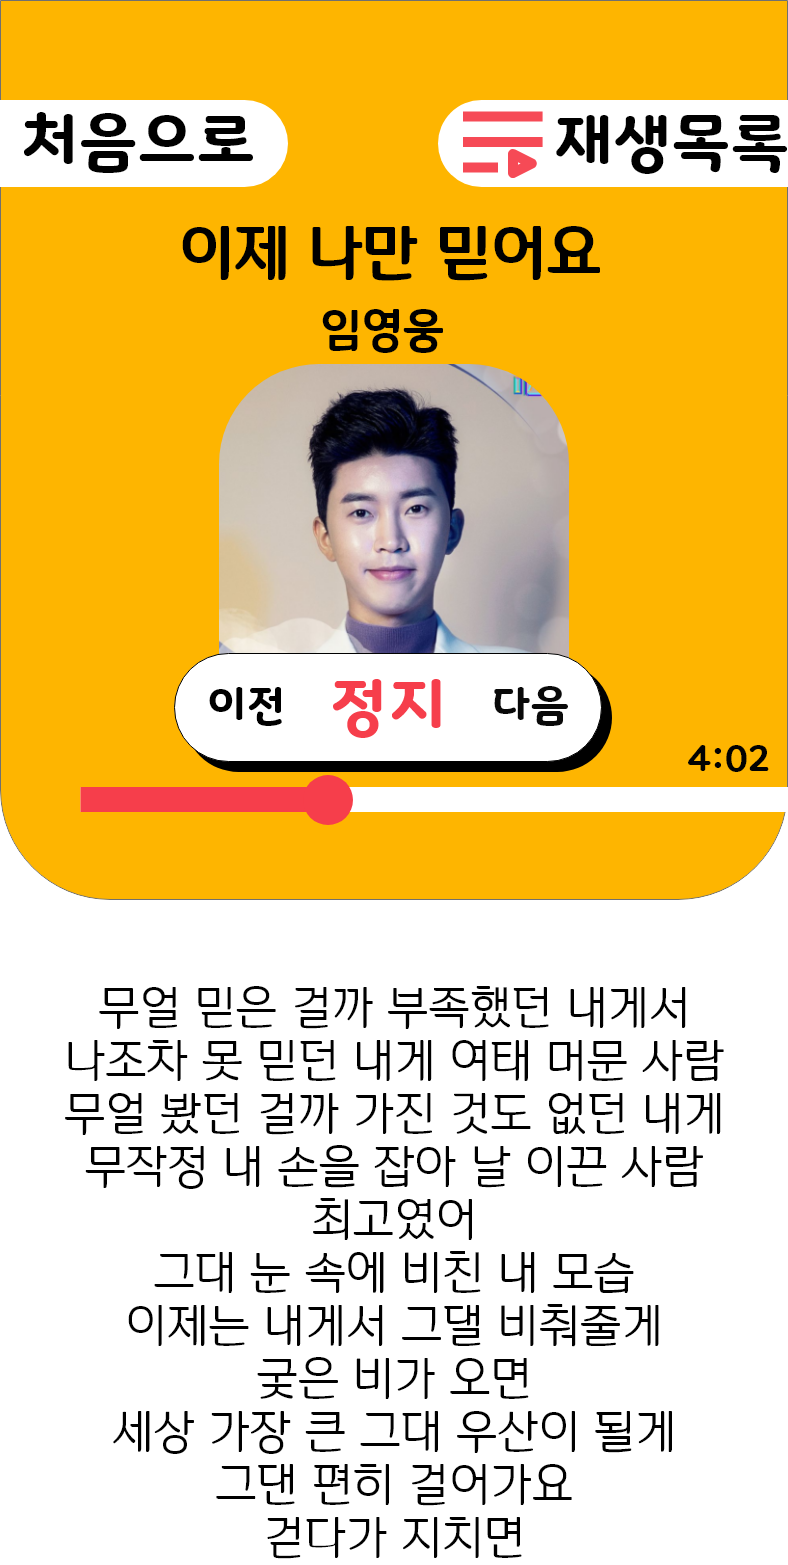 처음으로
재생목록
이제 나만 믿어요
임영웅
이전 정지 다음
4:02
무얼 믿은 걸까 부족했던 내게서
나조차 못 믿던 내게 여태 머문 사람
무얼 봤던 걸까 가진 것도 없던 내게
무작정 내 손을 잡아 날 이끈 사람
최고였어
그대 눈 속에 비친 내 모습
이제는 내게서 그댈 비춰줄게
궂은 비가 오면
세상 가장 큰 그대 우산이 될게
그댄 편히 걸어가요
걷다가 지치면